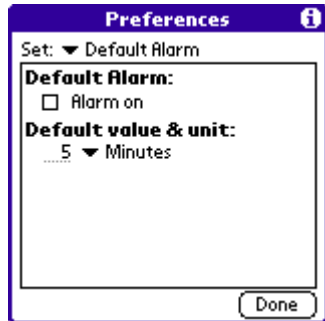 Preferences
Set: Default Alarm
Default Alarm:
Alarm on
Default value & unit:
5 Minutes
Done